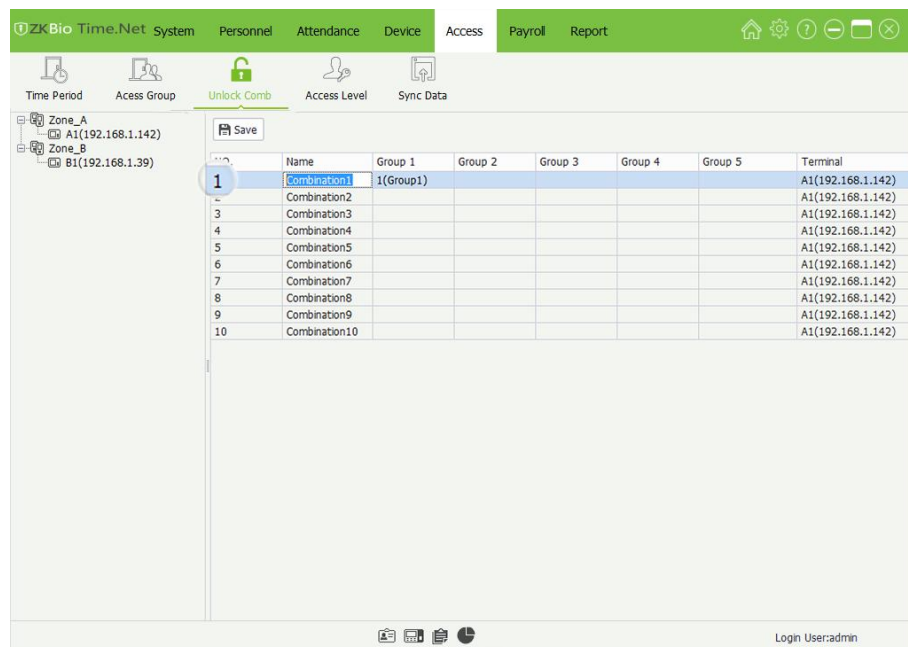 ZKBio Time.Net System Personnel Attendance Device Access Payroll Report
Time Period Acess Group Unlock Comb Access Level Sync Data
Zone_A
A1(192.168.1.142)
Zone_B
B1(192.168.1.39)
Save
Name Group 1 Group 2 Group 3 Group 4 Group 5 Terminal
1 Combination1 1(Group1) A1(192.168.1.142)
2 Combination2 A1(192.168.1.142)
3 Combination3 A1(192.168.1.142)
4 Combination4 A1(192.168.1.142)
5 Combination5 A1(192.168.1.142)
6 Combination6 A1(192.168.1.142)
7 Combination7 A1(192.168.1.142)
8 Combination8 A1(192.168.1.142)
9 Combination9 A1(192.168.1.142)
10 Combination10 A1(192.168.1.142)
Login User:admin